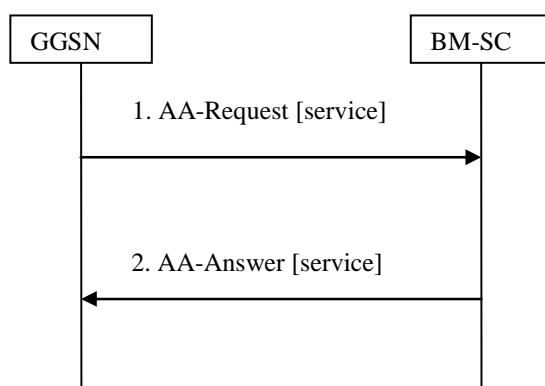 GGSN
BM-SC
1. AA-Request [service]
2. AA-Answer [service]